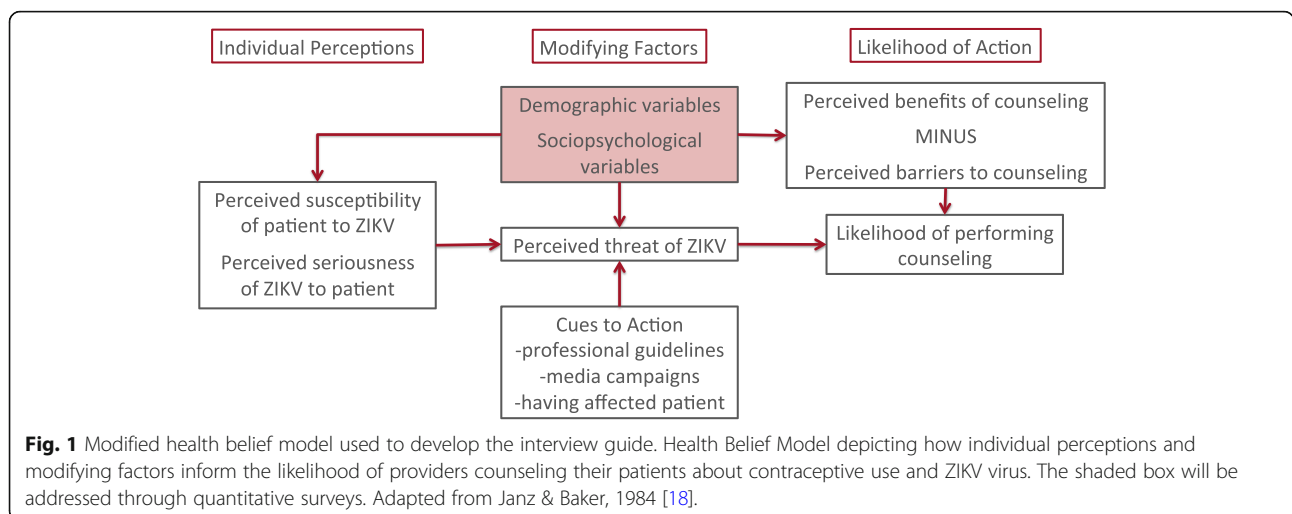 Individual Perceptions
Modifying Factors
Likelihood of Action
Demographic variables
Sociopsychological
variables
Perceived benefits of counseling
MINUS
Perceived barriers to counseling
Perceived susceptibility
of patient to ZIKV
Perceived seriousness
of ZIKV to patient
Perceived threat of ZIKV
Likelihood of performing
counseling
Cues to Action
-professional guidelines
-media campaigns
-having affected patient
Fig. 1 Modified health belief model used to develop the interview guide. Health Belief Model depicting how individual perceptions and
modifying factors inform the likelihood of providers counseling their patients about contraceptive use and ZIKV virus. The shaded box will be
addressed through quantitative surveys. Adapted from Janz & Baker, 1984 [18].